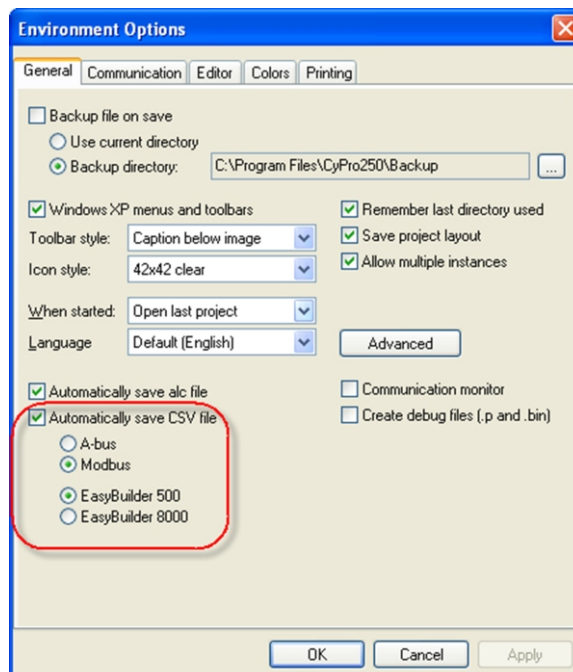 Environment Options
General Communication Editor Colors Printing
Backup file on save
Use current directory
Backup directory: C:\Program Files\CyPro250\Backup ...
Windows XP menus and toolbars Remember last directory used
Toolbar style: Caption below image Save project layout
Icon style: 42x42 clear Allow multiple instances
When started: Open last project
Language Default (English) Advanced
Automatically save alc file Communication monitor
Automatically save CSV file Create debug files (.p and .bin)
A-bus
Modbus
EasyBuilder 500
EasyBuilder 8000
OK Cancel Apply